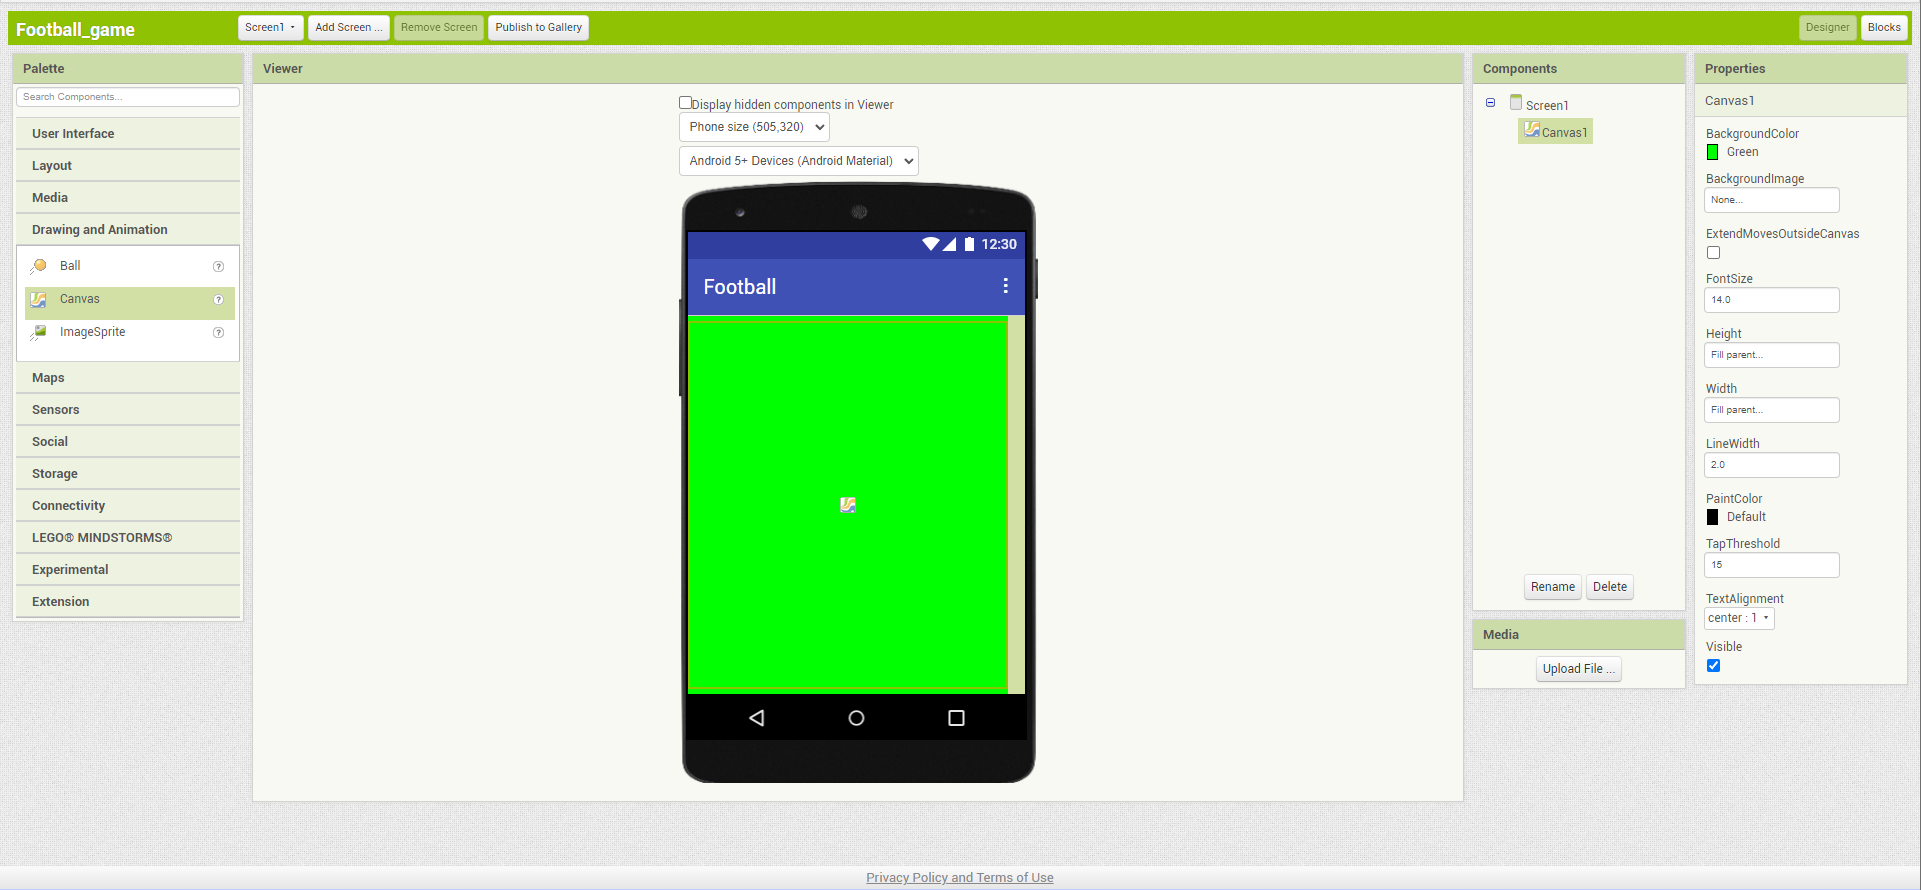 Football_game
Screen1
Add Screen ...
Remove Screen
Publish to Gallery
Designer
Blocks
Palette
Search Components...
User Interface
Layout
Media
Drawing and Animation
Ball
?
Canvas
?
ImageSprite
?
Maps
Sensors
Social
Storage
Connectivity
LEGO® MINDSTORMS®
Experimental
Extension
Viewer
Display hidden components in Viewer
Phone size (505,320)
Android 5+ Devices (Android Material)
12:30
Football
Components
Screen1
Canvas1
Rename
Delete
Media
Upload File ...
Properties
Canvas1
BackgroundColor
Green
BackgroundImage
None...
ExtendMovesOutsideCanvas
FontSize
14.0
Height
Fill parent...
Width
Fill parent...
LineWidth
2.0
PaintColor
Default
TapThreshold
15
TextAlignment
center : 1
Visible
Privacy Policy and Terms of Use